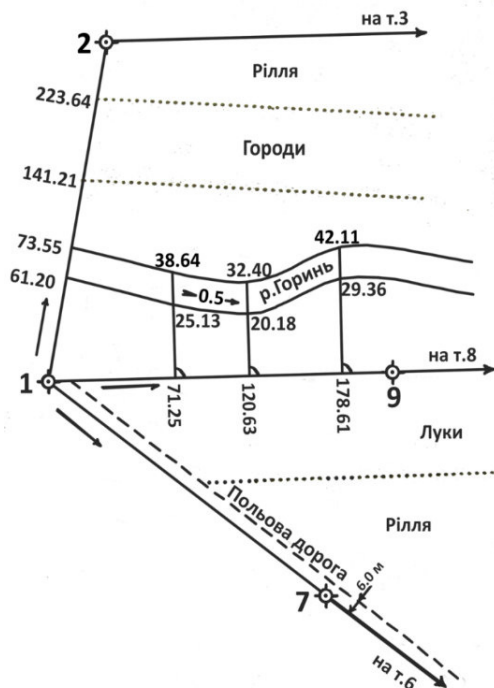 на т.3
2
Рілля
223.64
Городи
141.21
73.55
38.64
32.40
42.11
61.20
0.5
р.Горинь
25.13
20.18
29.36
на т.8
1
9
71.25
120.63
178.61
Луки
Польова дорога
Рілля
6.0 м
7
на т.6